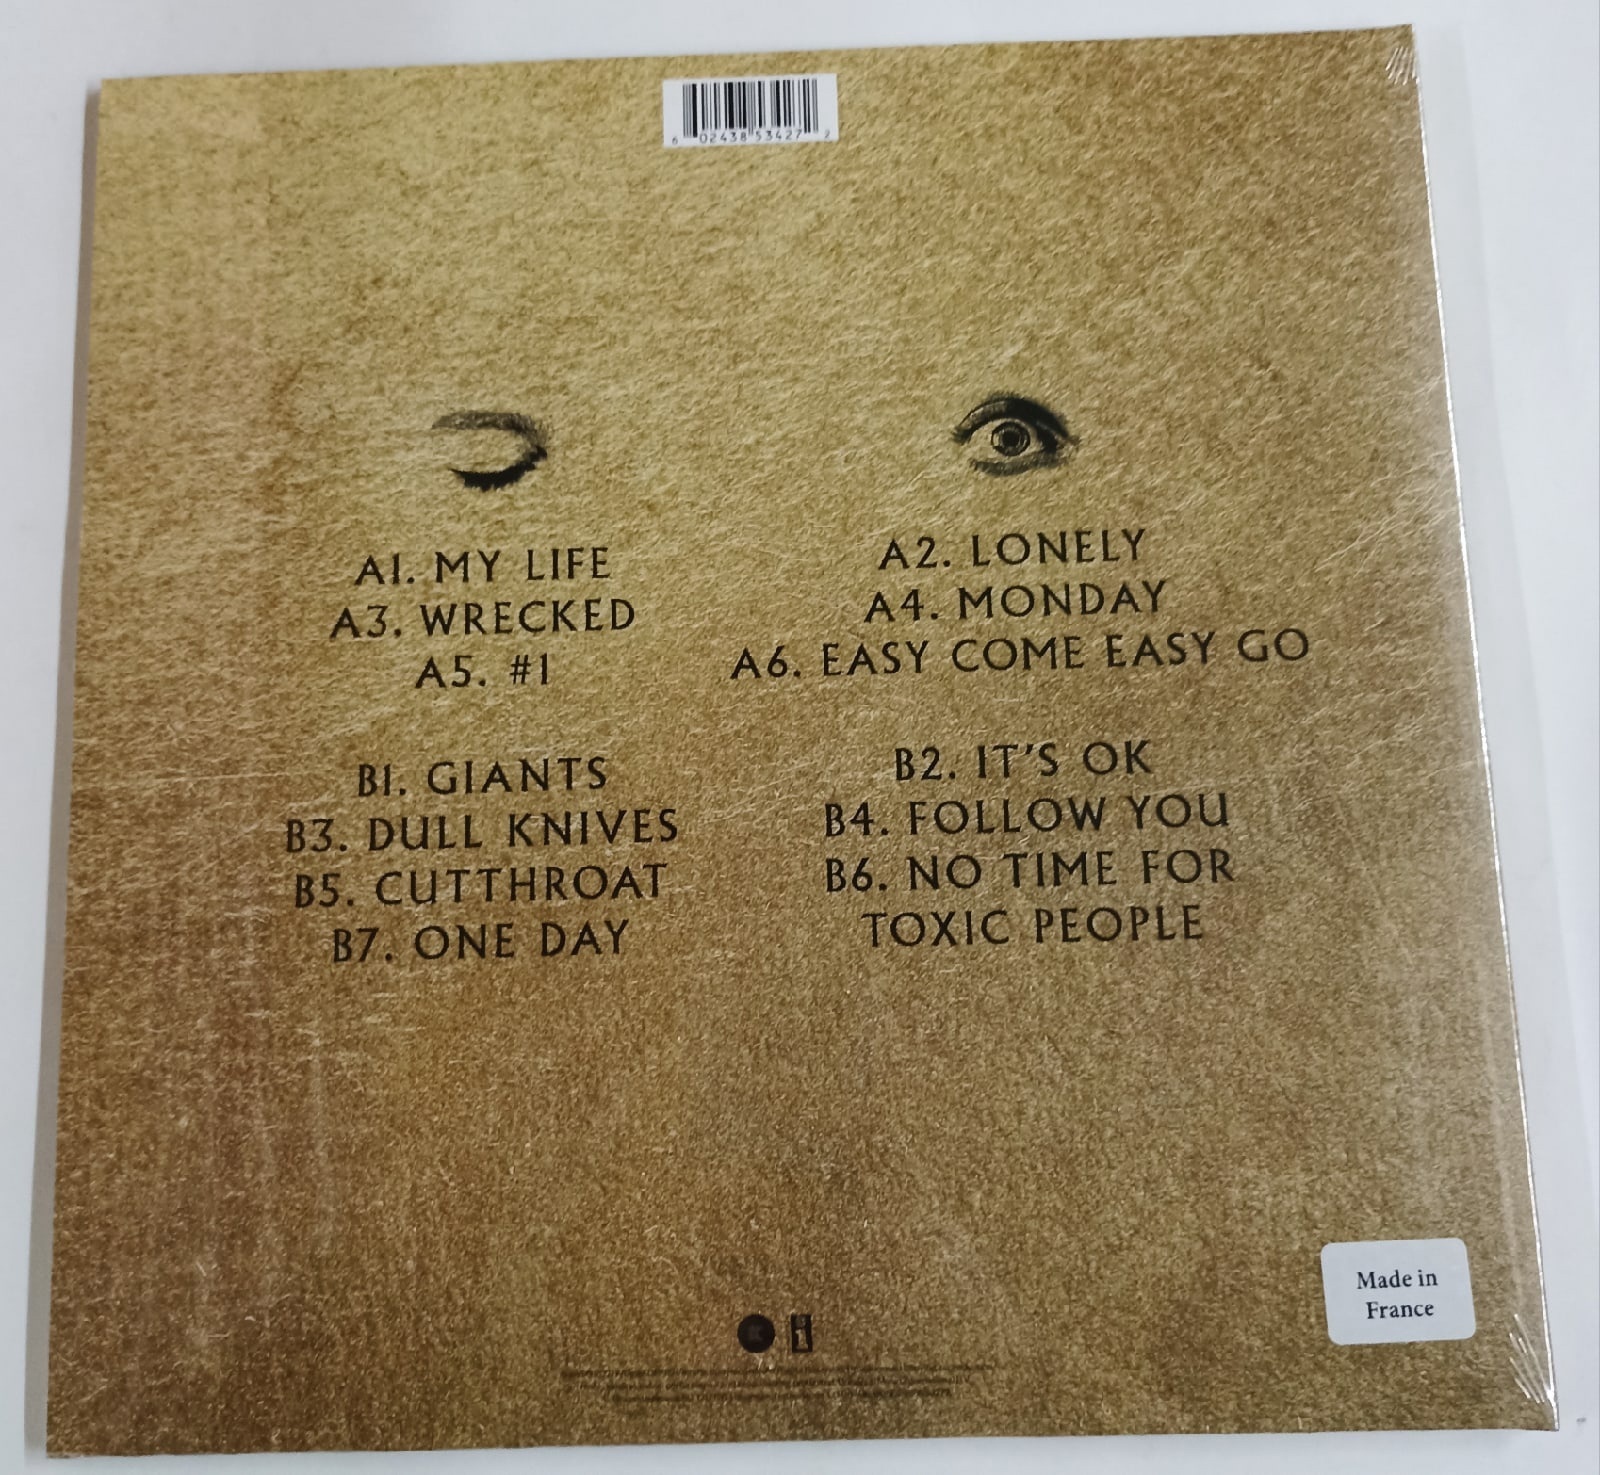 6 02438 53427 2
A1. MY LIFE
A2. LONELY
A3. WRECKED
A4. MONDAY
A5. #1
A6. EASY COME EASY GO
B1. GIANTS
B2. IT'S OK
B3. DULL KNIVES
B4. FOLLOW YOU
B5. CUTTHROAT
B6. NO TIME FOR
TOXIC PEOPLE
B7. ONE DAY
Made in
France